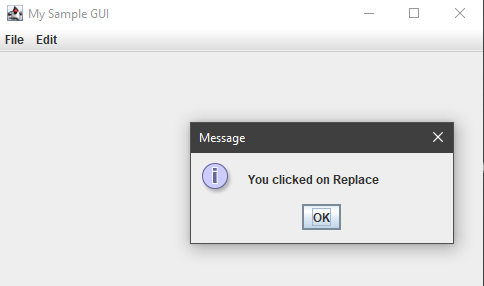 My Sample GUI
File Edit
Message
i
You clicked on Replace
OK